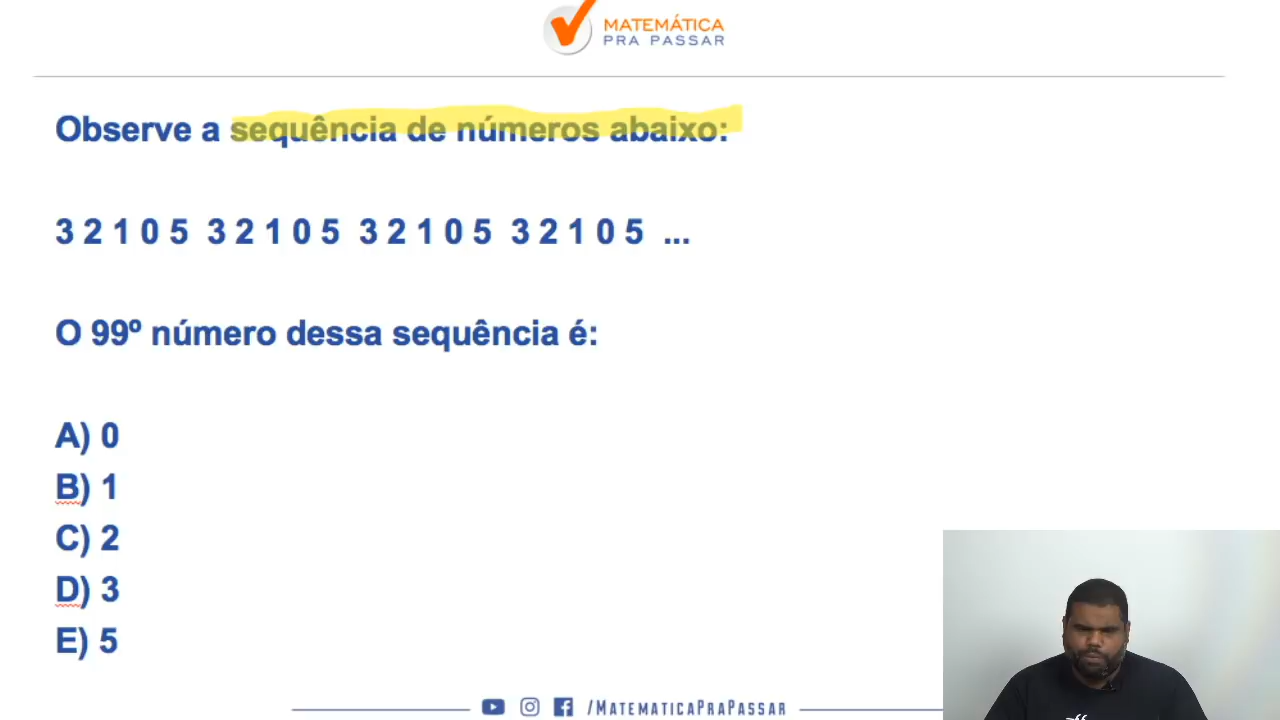 MATEMÁTICA
PRA PASSAR
Observe a sequência de números abaixo:
3 2 1 0 5 3 2 1 0 5 3 2 1 0 5 3 2 1 0 5 ...
O 99º número dessa sequência é:
A) 0
B) 1
C) 2
D) 3
E) 5
/MATEMATICAPRAPASSAR